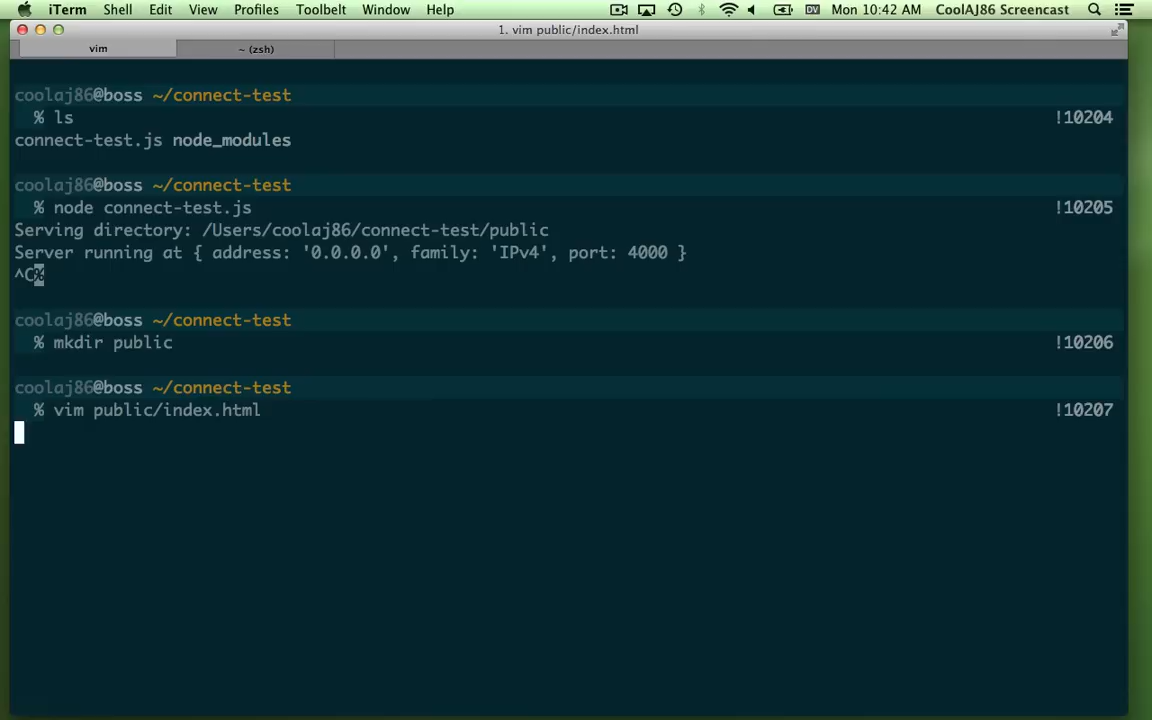 iTerm Shell Edit View Profiles Toolbelt Window Help DV Mon 10:42 AM CoolAJ86 Screencast
1. vim public/index.html
vim ~ (zsh)
coolaj86@boss ~/connect-test
% ls !10204
connect-test.js node_modules
coolaj86@boss ~/connect-test
% node connect-test.js !10205
Serving directory: /Users/coolaj86/connect-test/public
Server running at { address: '0.0.0.0', family: 'IPv4', port: 4000 }
^C%
coolaj86@boss ~/connect-test
% mkdir public !10206
coolaj86@boss ~/connect-test
% vim public/index.html !10207